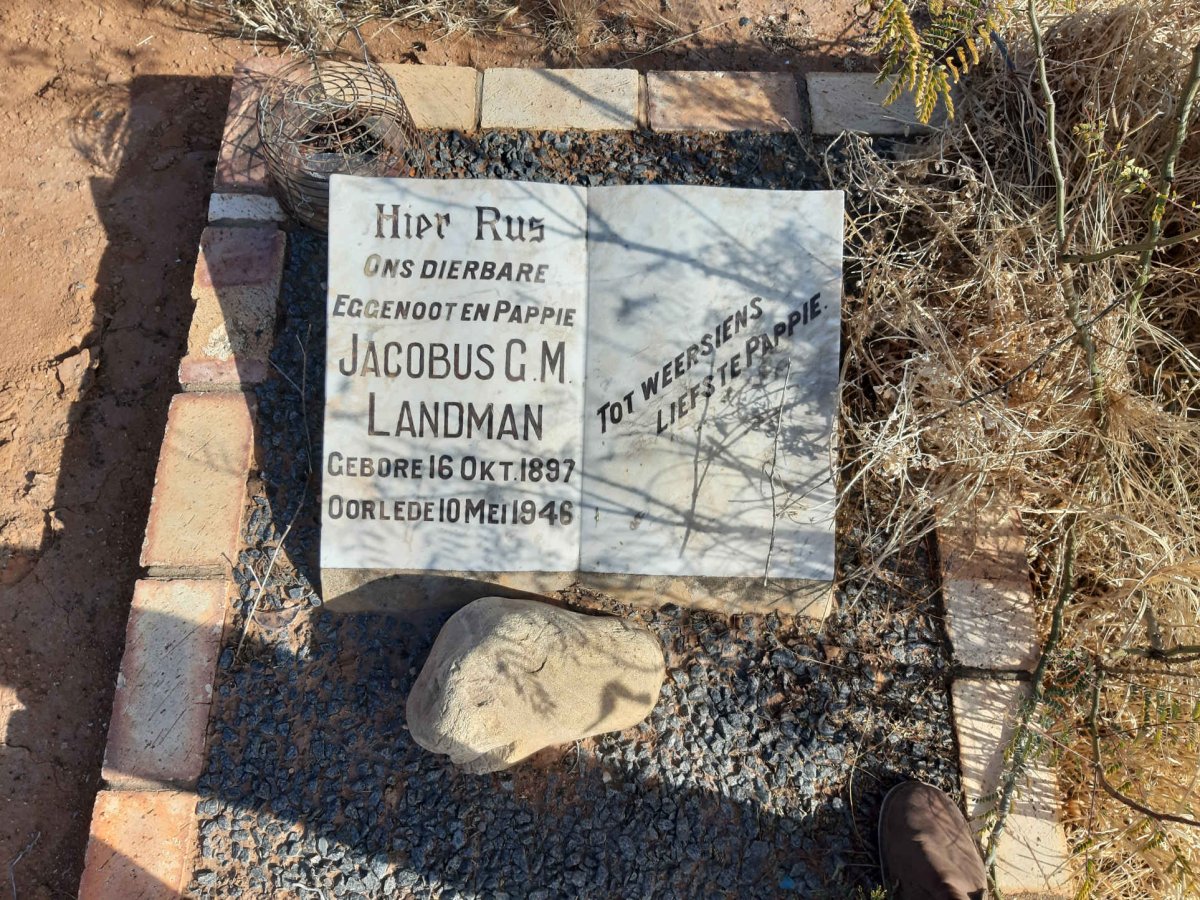 Hier Rus
ONS DIERBARE
EGGENOOT EN PAPPIE
JACOBUS G.M.
LANDMAN
GEBORE 16 OKT. 1897
OORLEDE 10 MEI 1946
TOT WEERSIENS
LIEFSTE PAPPIE.